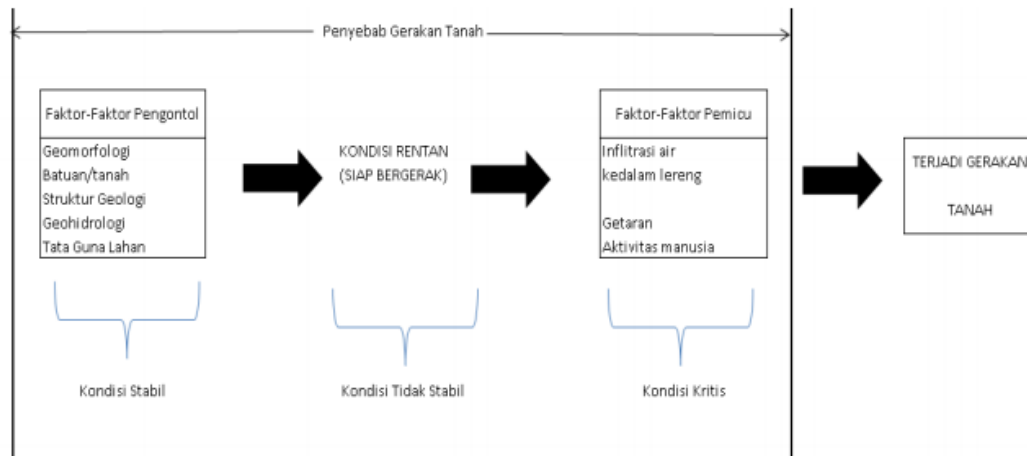 Penyebab Gerakan Tanah
Faktor-Faktor Pengontol
Geomorfologi
Batuan/tanah
Struktur Geologi
Geohidrologi
Tata Guna Lahan
KONDISI RENTAN
(SIAP BERGERAK)
Faktor-Faktor Pemicu
Inflitrasi air
kedalam lereng
Getaran
Aktivitas manusia
TERJADI GERAKAN
TANAH
Kondisi Stabil
Kondisi Tidak Stabil
Kondisi Kritis